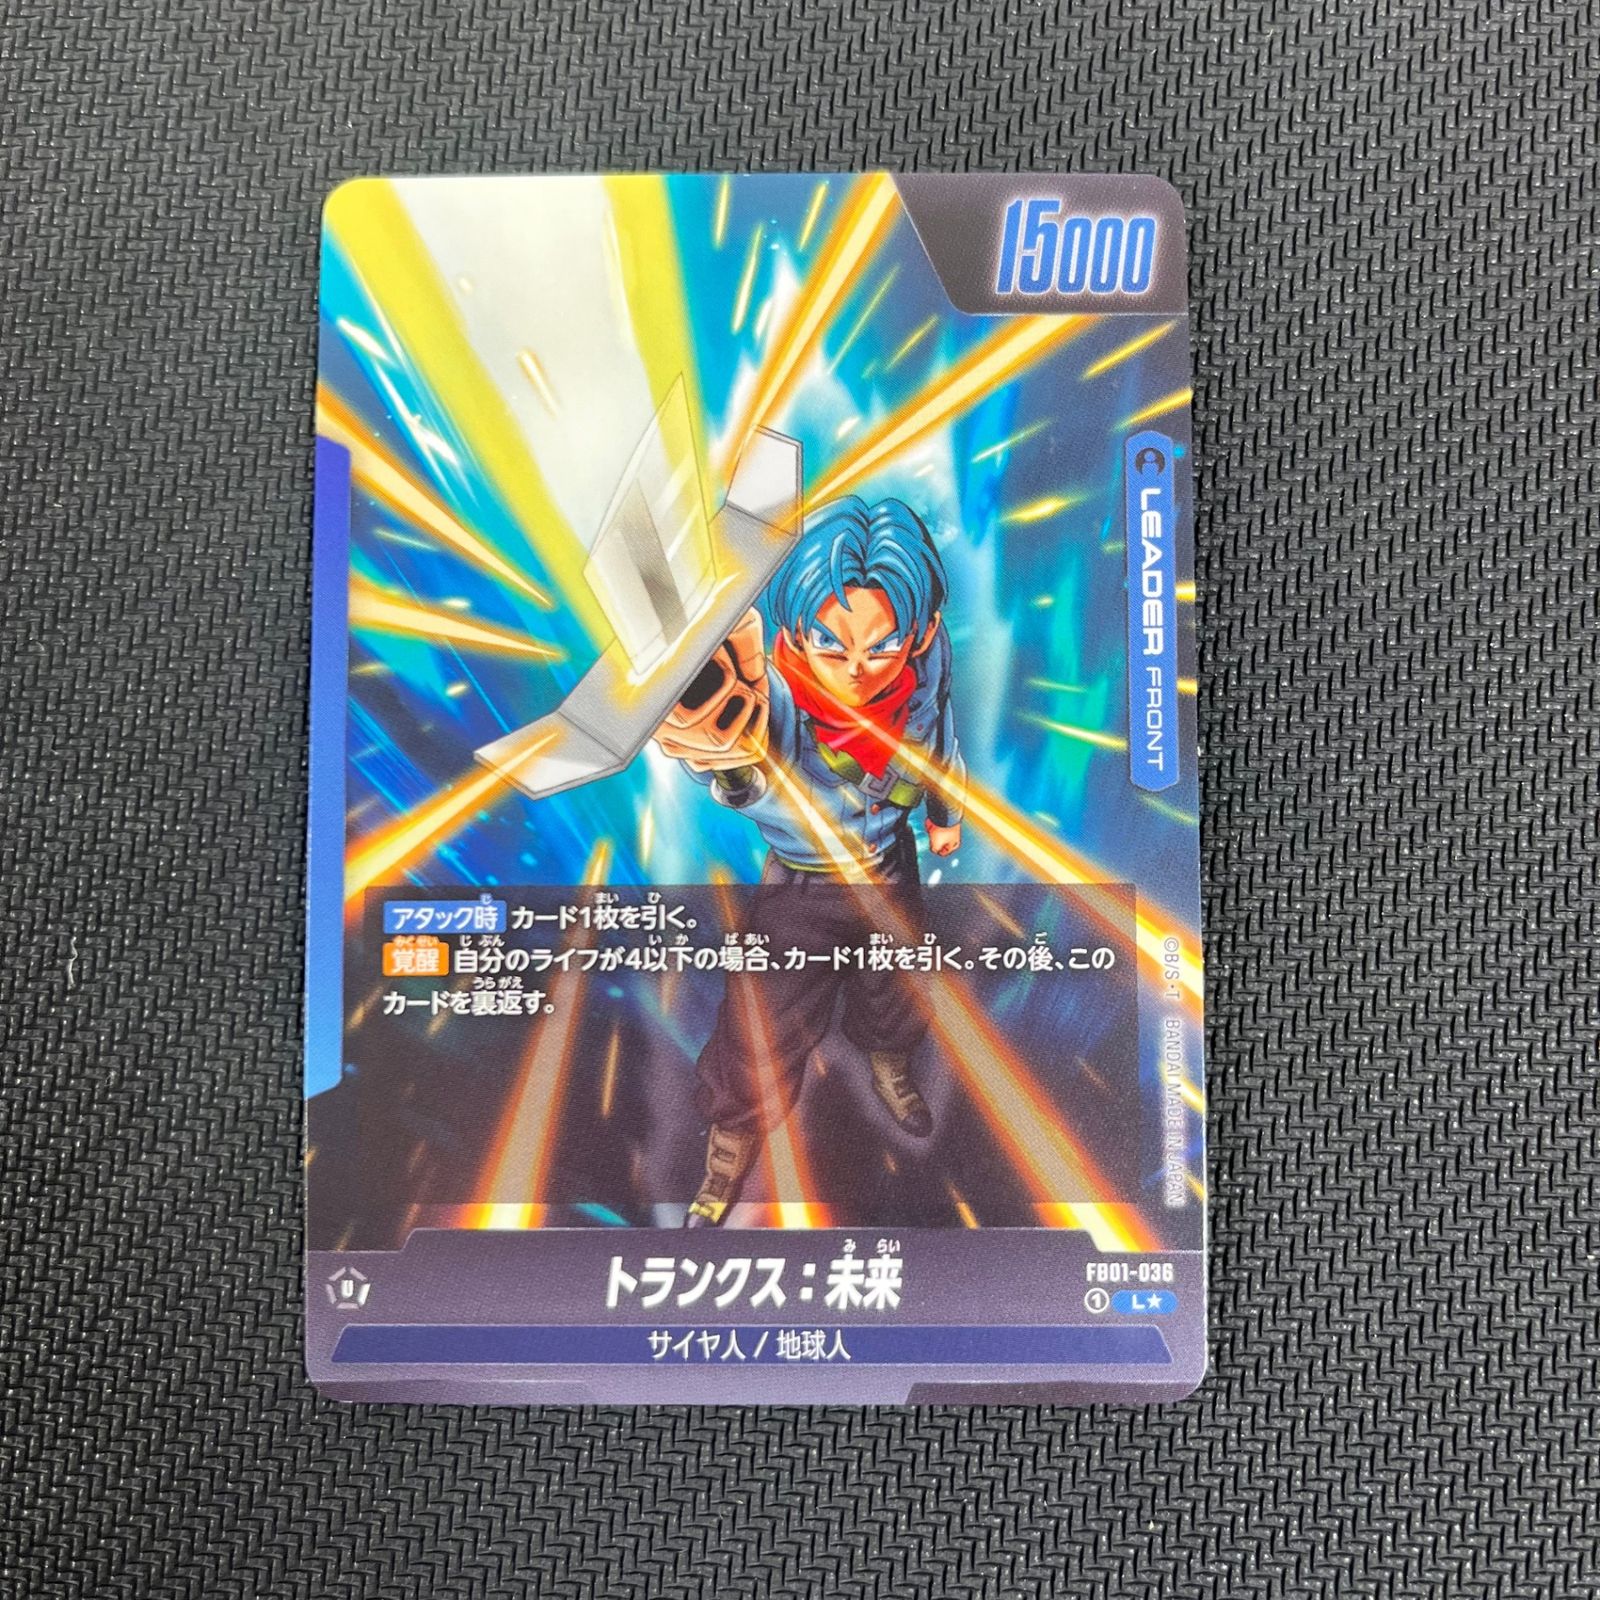 15000
LEADER FRONT
アタック時 カード1枚を引く。
覚醒 自分のライフが4以下の場合、カード1枚を引く。その後、この
カードを裏返す。
©B/S・T BANDAI MADE IN JAPAN
U
トランクス：未来
FB01-036
1 L★
サイヤ人 / 地球人